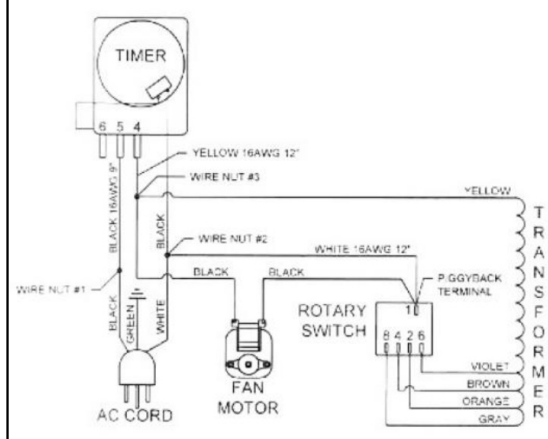 TIMER
6 5 4
YELLOW 16AWG 12"
BLACK 16AWG 9"
WIRE NUT #3
YELLOW
BLACK
WIRE NUT #2
WHITE 16AWG 12"
BLACK
BLACK
PIGGYBACK
TERMINAL
WIRE NUT #1
BLACK
GREEN
WHITE
ROTARY
SWITCH
1
8 4 2 6
TRANSFORMER
VIOLET
BROWN
ORANGE
GRAY
AC CORD
FAN
MOTOR